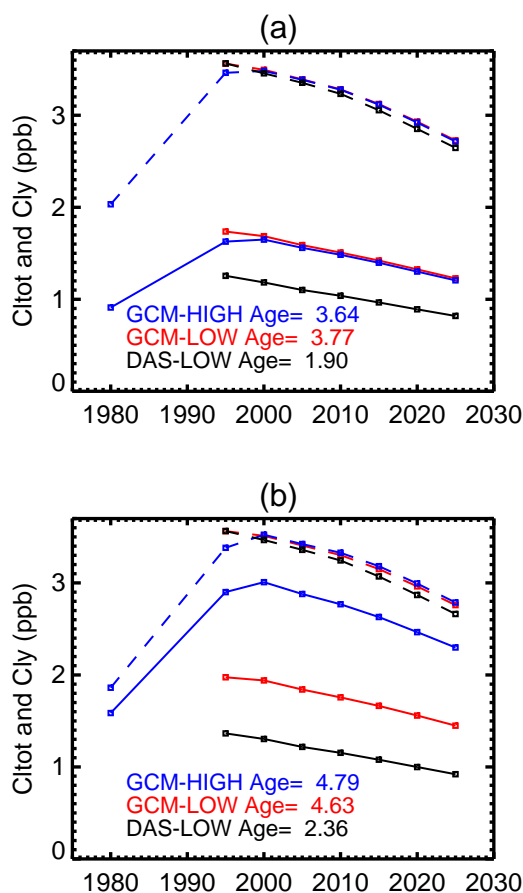 (a)
Cltot and Cly (ppb)
3
2
1
0
GCM-HIGH Age= 3.64
GCM-LOW Age= 3.77
DAS-LOW Age= 1.90
1980 1990 2000 2010 2020 2030
(b)
Cltot and Cly (ppb)
3
2
1
0
GCM-HIGH Age= 4.79
GCM-LOW Age= 4.63
DAS-LOW Age= 2.36
1980 1990 2000 2010 2020 2030